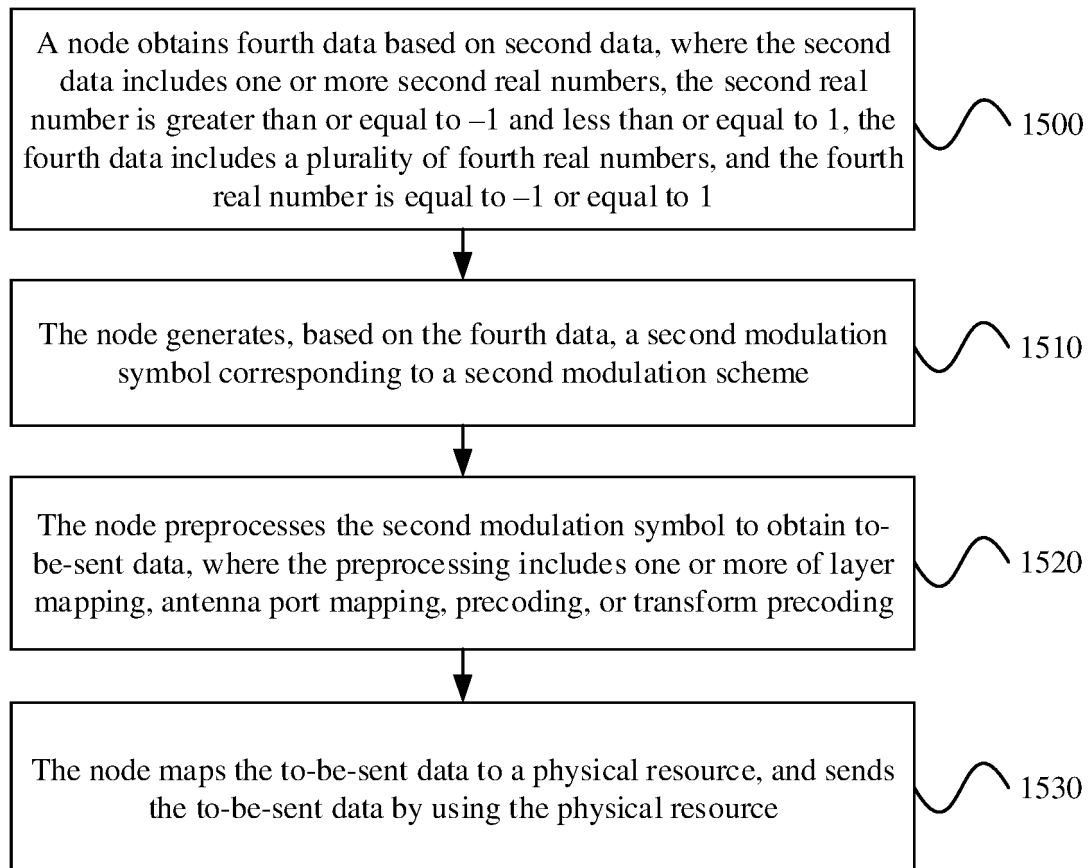 A node obtains fourth data based on second data, where the second
data includes one or more second real numbers, the second real
number is greater than or equal to –1 and less than or equal to 1, the
fourth data includes a plurality of fourth real numbers, and the fourth
real number is equal to –1 or equal to 1
1500
The node generates, based on the fourth data, a second modulation
symbol corresponding to a second modulation scheme
1510
The node preprocesses the second modulation symbol to obtain to-
be-sent data, where the preprocessing includes one or more of layer
mapping, antenna port mapping, precoding, or transform precoding
1520
The node maps the to-be-sent data to a physical resource, and sends
the to-be-sent data by using the physical resource
1530